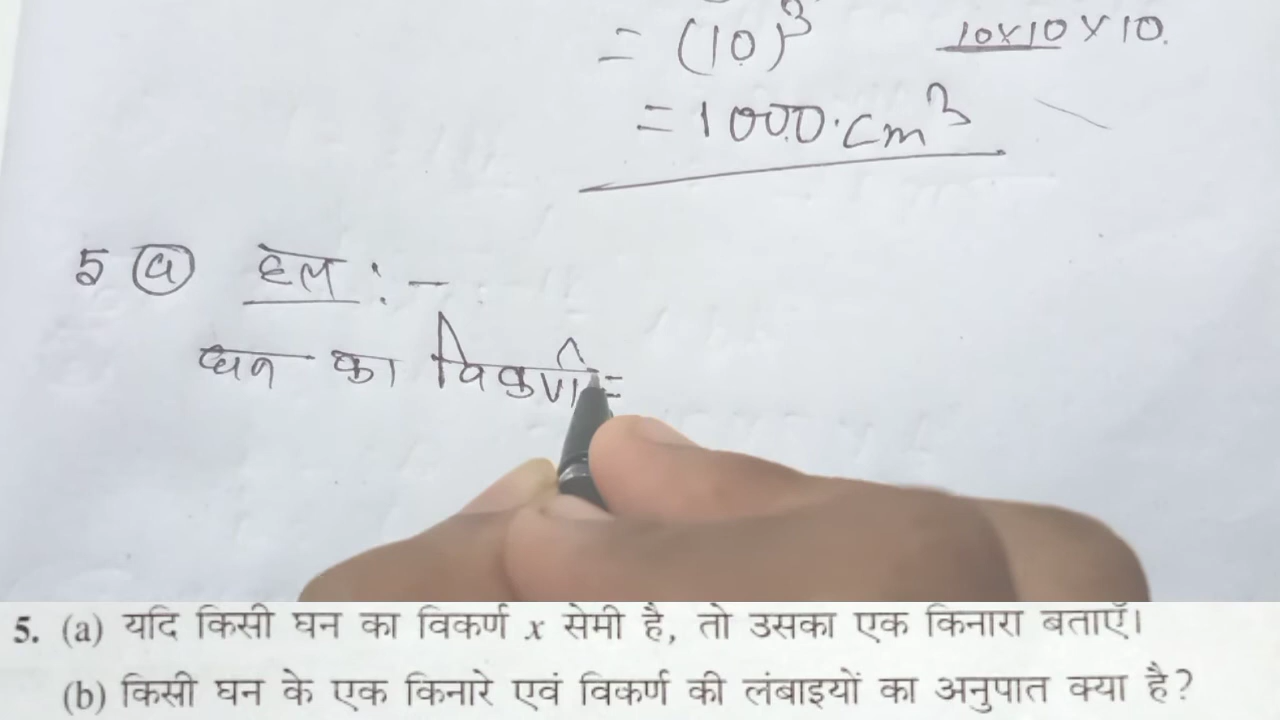 = (10)³ 10×10×10.
= 1000.cm³
5 (a) हल :-
घन का विकर्ण =
5. (a) यदि किसी घन का विकर्ण x सेमी है, तो उसका एक किनारा बताएँ।
(b) किसी घन के एक किनारे एवं विकर्ण की लंबाइयों का अनुपात क्या है?